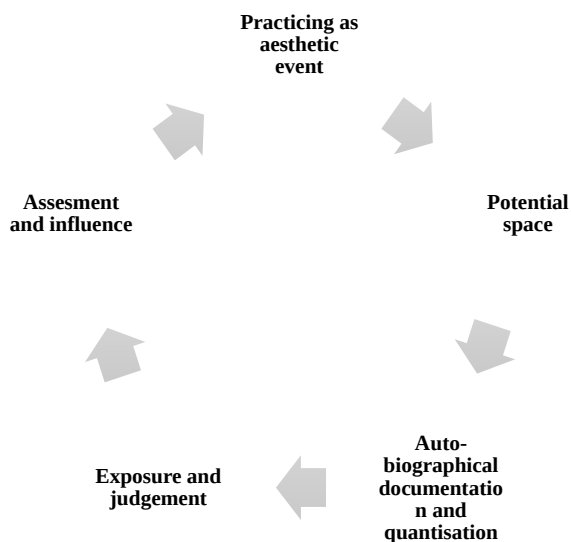 Practicing as
aesthetic
event
Potential
space
Auto-
biographical
documentatio
n and
quantisation
Exposure and
judgement
Assesment
and influence